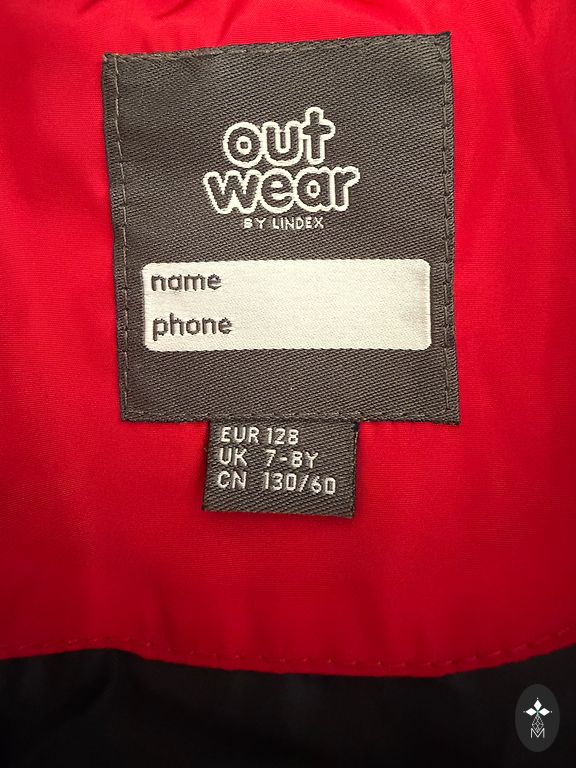 out
wear
BY LINDEX
name
phone
EUR 128
UK 7-8Y
CN 130/60
M